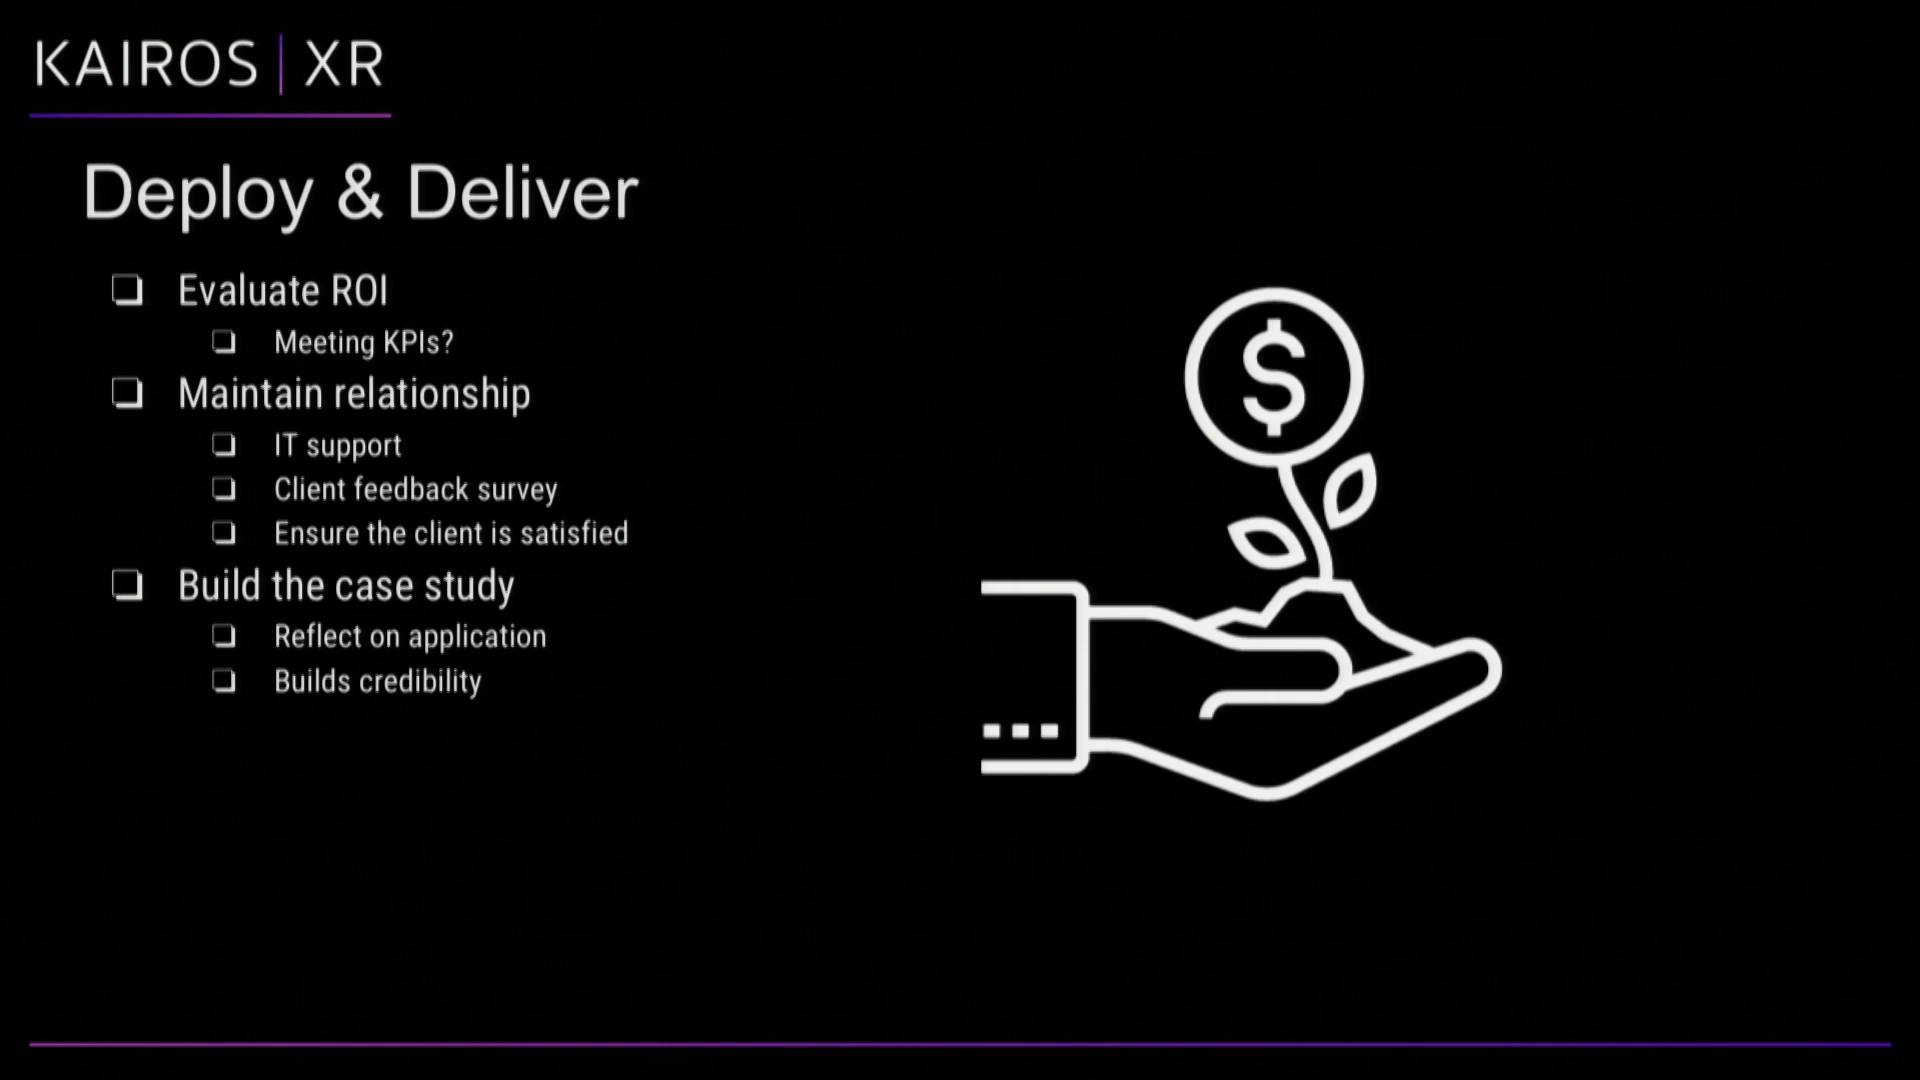 KAIROS | XR
Deploy & Deliver
❏ Evaluate ROI
❏ Meeting KPIs?
❏ Maintain relationship
❏ IT support
❏ Client feedback survey
❏ Ensure the client is satisfied
❏ Build the case study
❏ Reflect on application
❏ Builds credibility
$